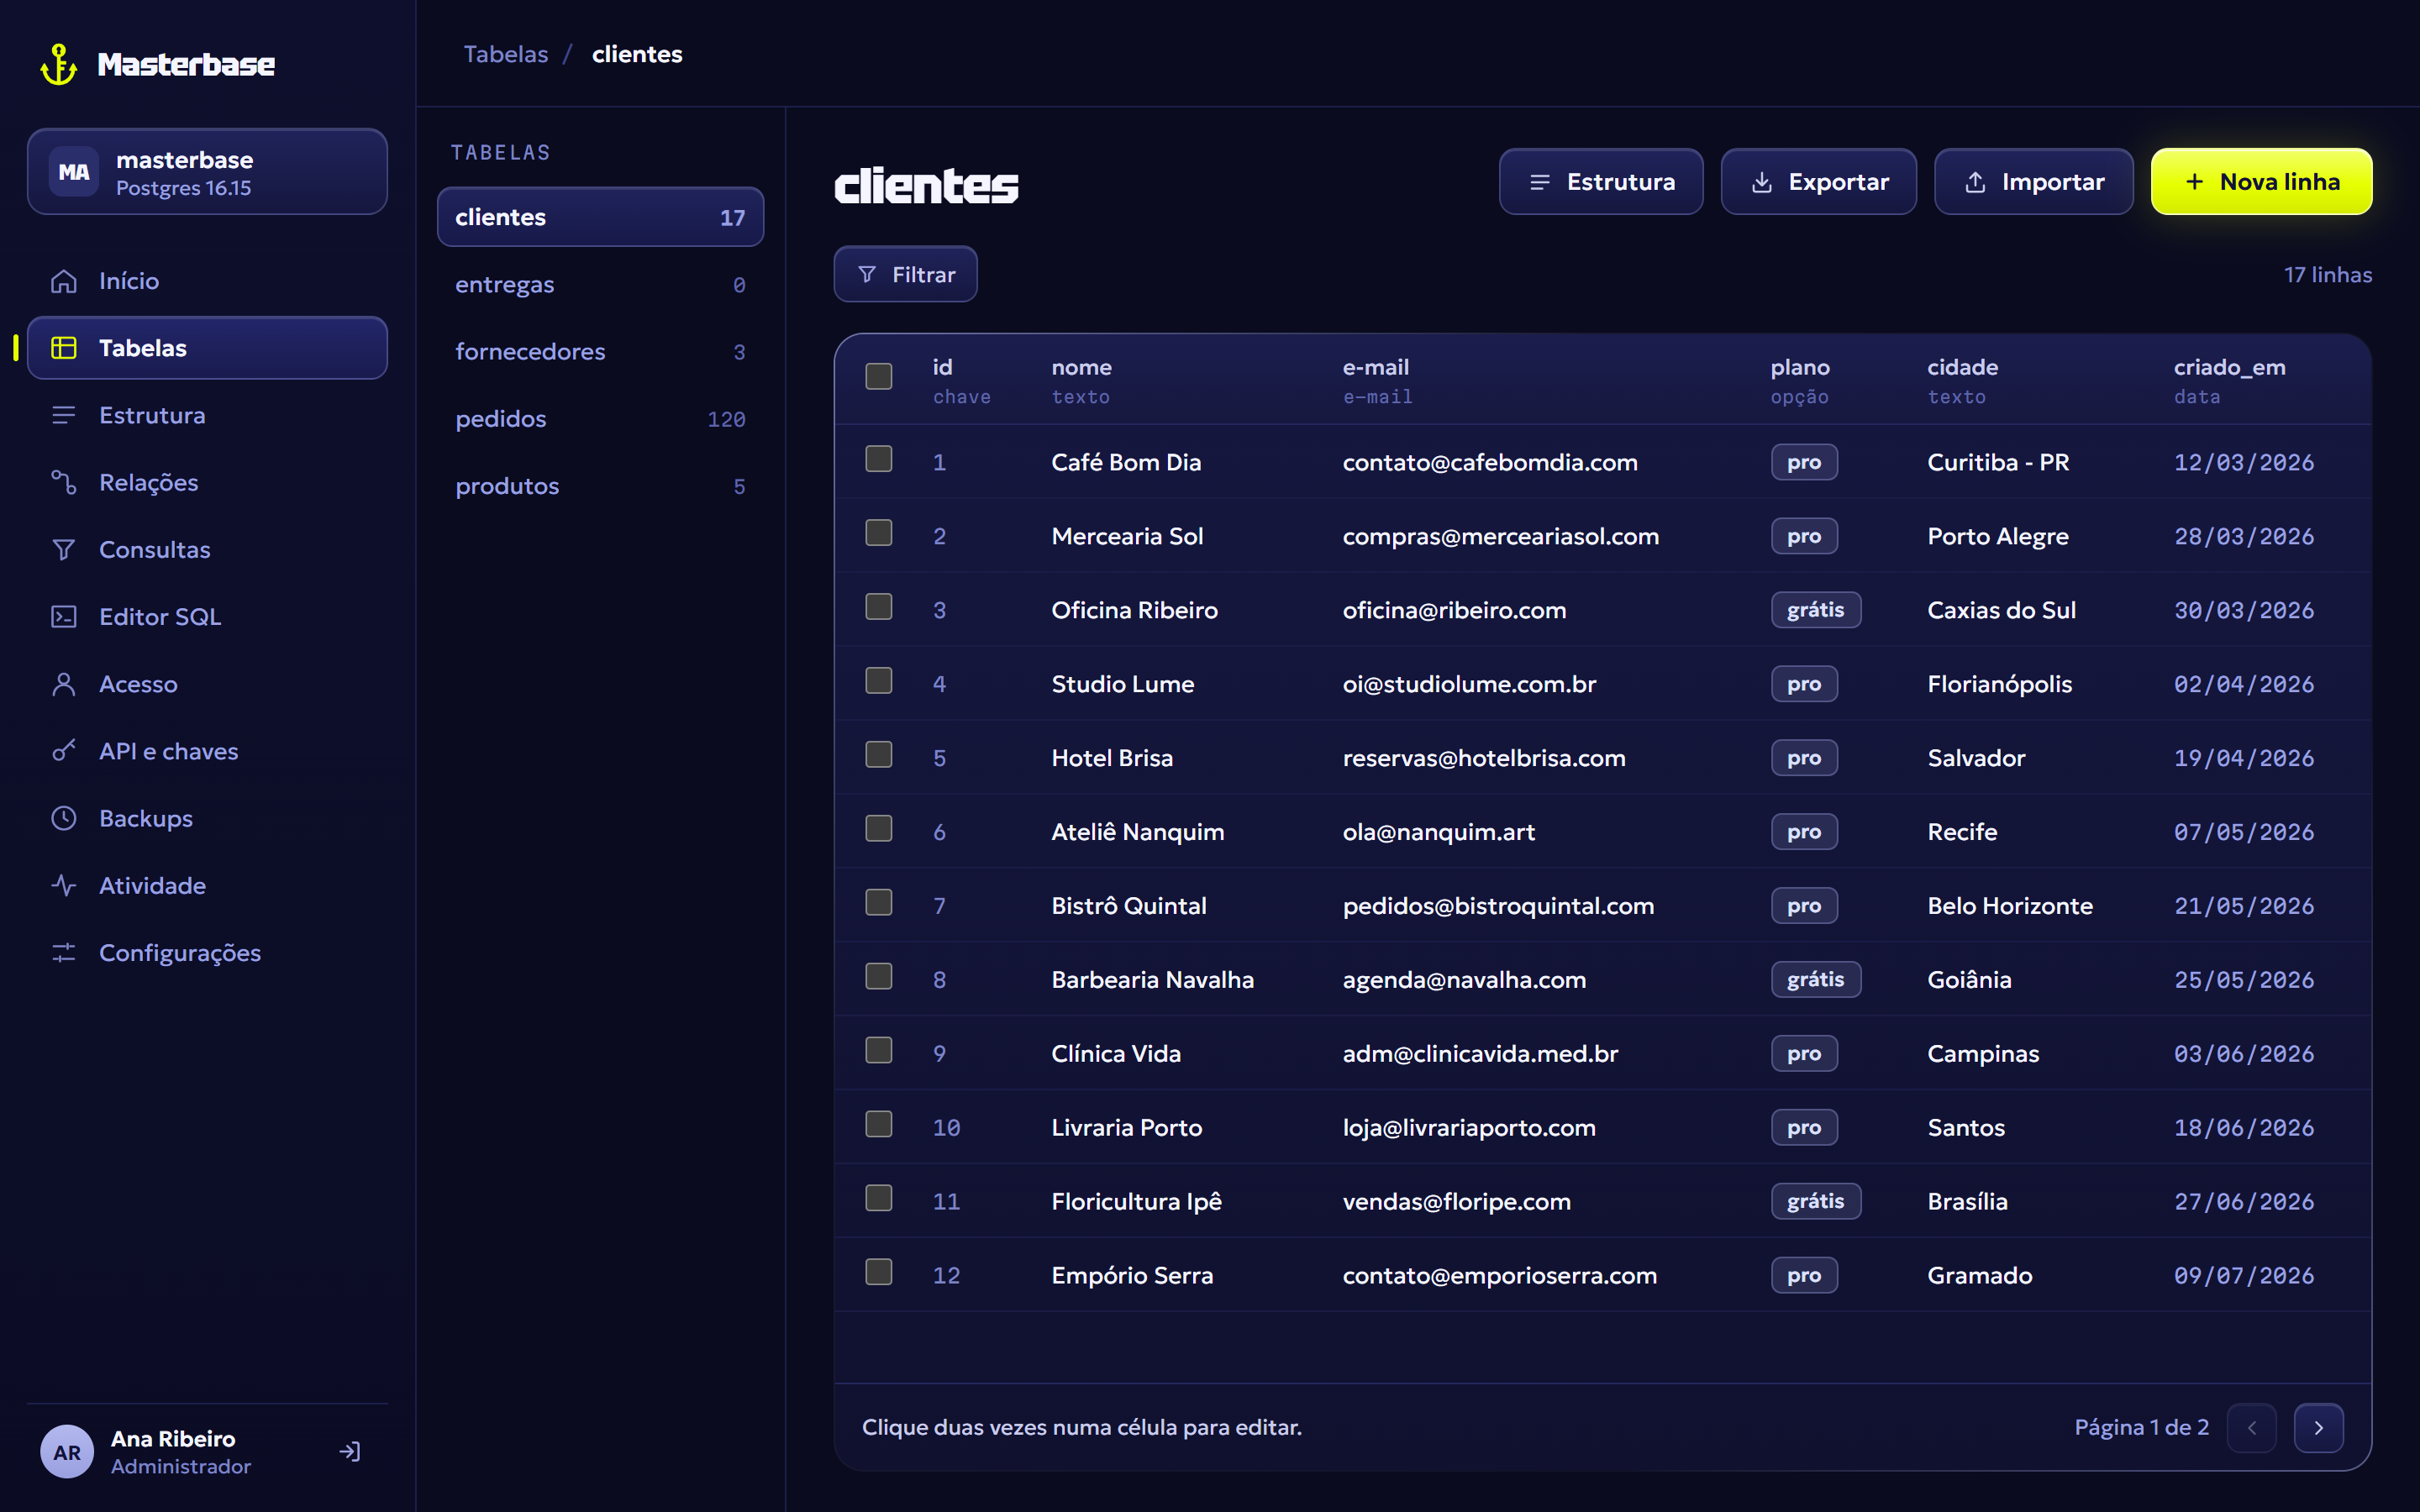 Masterbase
MA
masterbase
Postgres 16.15
Início
Tabelas
Estrutura
Relações
Consultas
Editor SQL
Acesso
API e chaves
Backups
Atividade
Configurações
AR
Ana Ribeiro
Administrador
Tabelas / clientes
TABELAS
clientes 17
entregas 0
fornecedores 3
pedidos 120
produtos 5
clientes
Estrutura Exportar Importar + Nova linha
Filtrar 17 linhas
id nome e-mail plano cidade criado_em
chave texto e-mail opção texto data
1 Café Bom Dia contato@cafebomdia.com pro Curitiba - PR 12/03/2026
2 Mercearia Sol compras@merceariasol.com pro Porto Alegre 28/03/2026
3 Oficina Ribeiro oficina@ribeiro.com grátis Caxias do Sul 30/03/2026
4 Studio Lume oi@studiolume.com.br pro Florianópolis 02/04/2026
5 Hotel Brisa reservas@hotelbrisa.com pro Salvador 19/04/2026
6 Ateliê Nanquim ola@nanquim.art pro Recife 07/05/2026
7 Bistrô Quintal pedidos@bistroquintal.com pro Belo Horizonte 21/05/2026
8 Barbearia Navalha agenda@navalha.com grátis Goiânia 25/05/2026
9 Clínica Vida adm@clinicavida.med.br pro Campinas 03/06/2026
10 Livraria Porto loja@livrariaporto.com pro Santos 18/06/2026
11 Floricultura Ipê vendas@floripe.com grátis Brasília 27/06/2026
12 Empório Serra contato@emporioserra.com pro Gramado 09/07/2026
Clique duas vezes numa célula para editar. Página 1 de 2